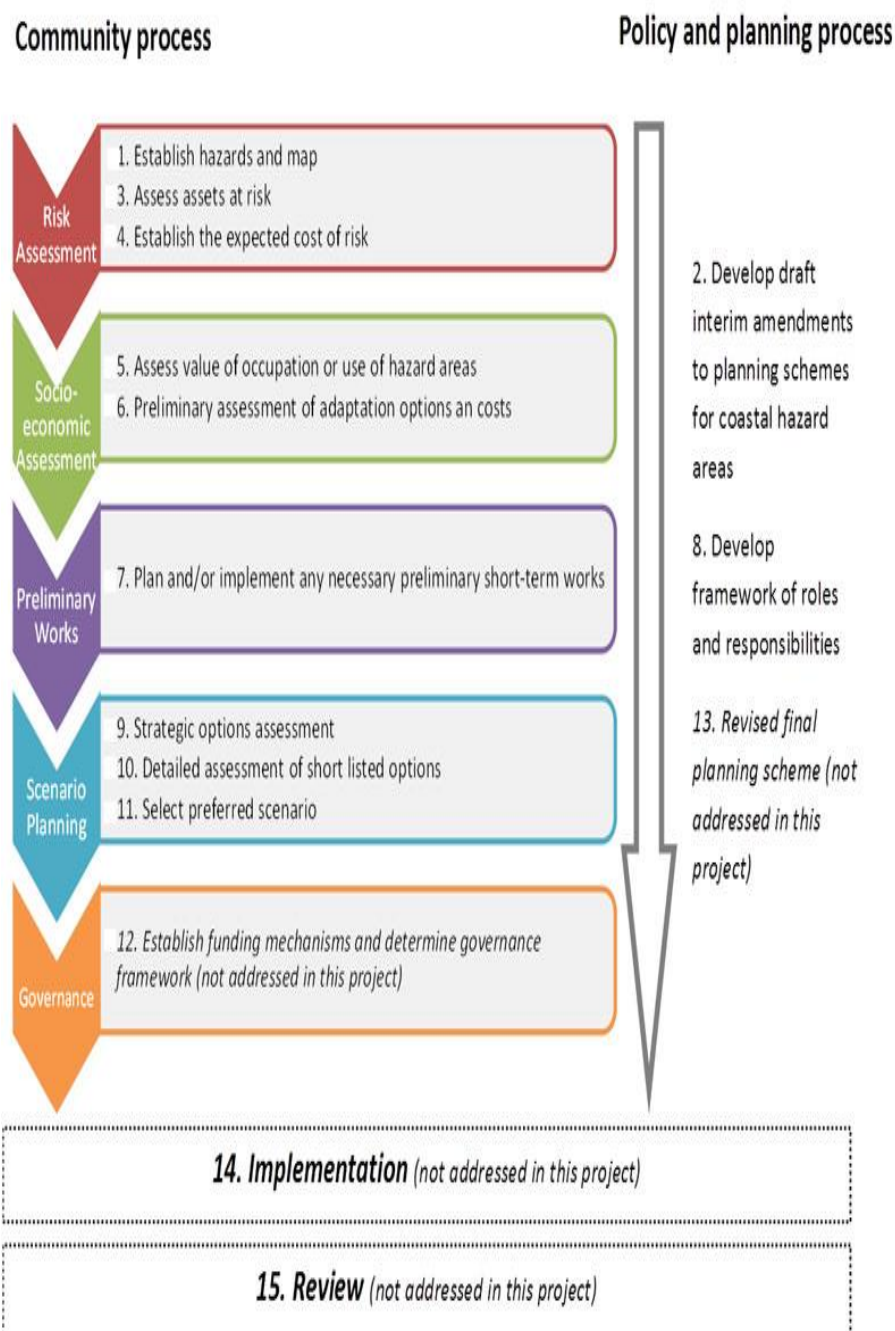 Community process
Policy and planning process
Risk
Assessment
1. Establish hazards and map
3. Assess assets at risk
4. Establish the expected cost of risk
Socio-
economic
Assessment
5. Assess value of occupation or use of hazard areas
6. Preliminary assessment of adaptation options an costs
Preliminary
Works
7. Plan and/or implement any necessary preliminary short-term works
Scenario
Planning
9. Strategic options assessment
10. Detailed assessment of short listed options
11. Select preferred scenario
Governance
12. Establish funding mechanisms and determine governance
framework (not addressed in this project)
2. Develop draft
interim amendments
to planning schemes
for coastal hazard
areas
8. Develop
framework of roles
and responsibilities
13. Revised final
planning scheme (not
addressed in this
project)
14. Implementation (not addressed in this project)
15. Review (not addressed in this project)